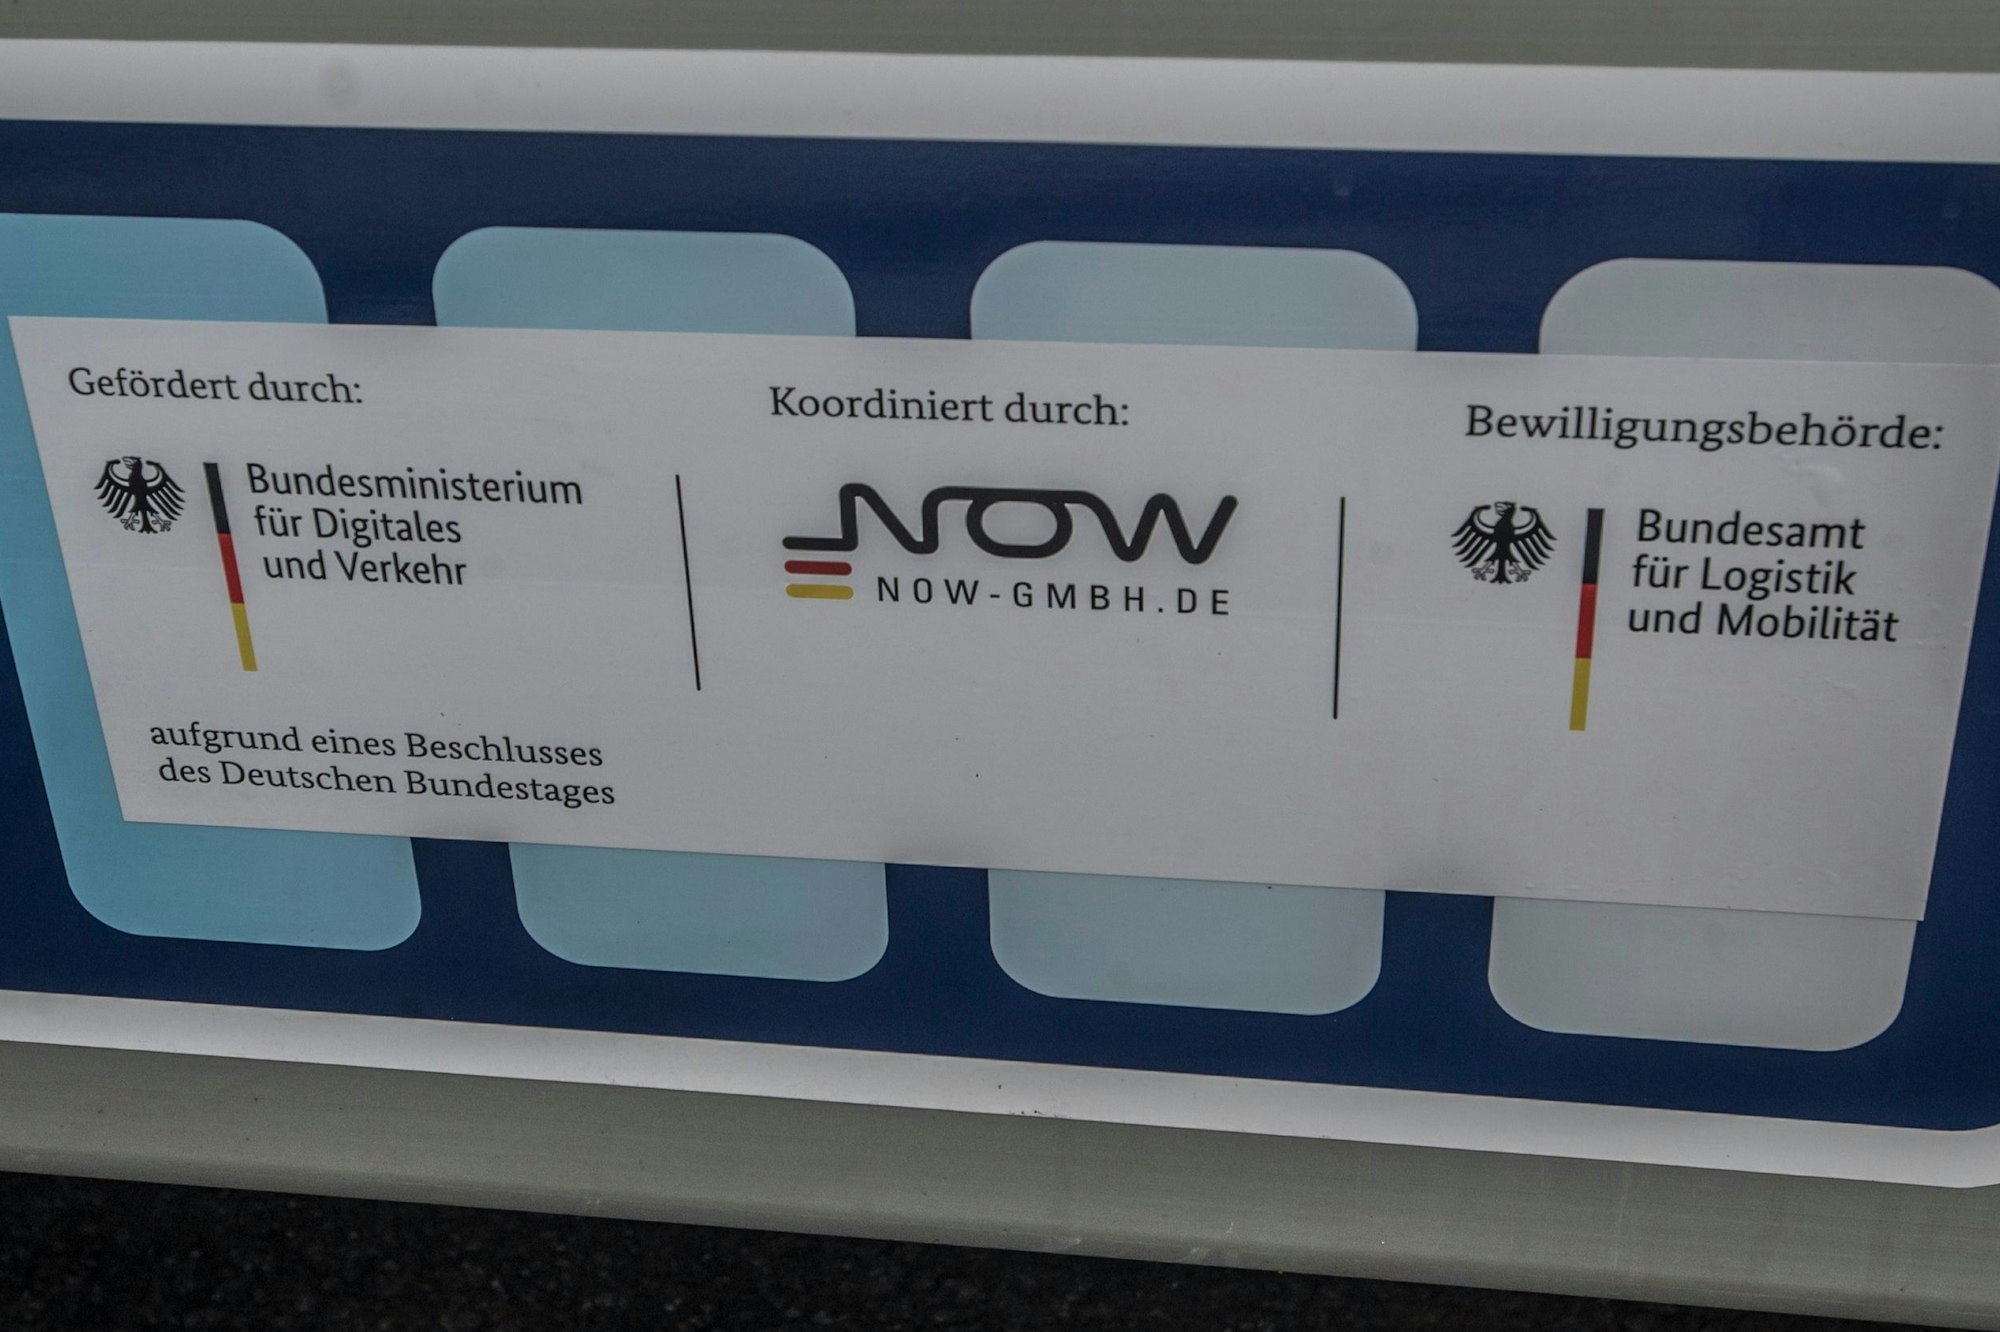 Gefördert durch:
Bundesministerium
für Digitales
und Verkehr
aufgrund eines Beschlusses
des Deutschen Bundestages
Koordiniert durch:
NOW
NOW-GMBH.DE
Bewilligungsbehörde:
Bundesamt
für Logistik
und Mobilität